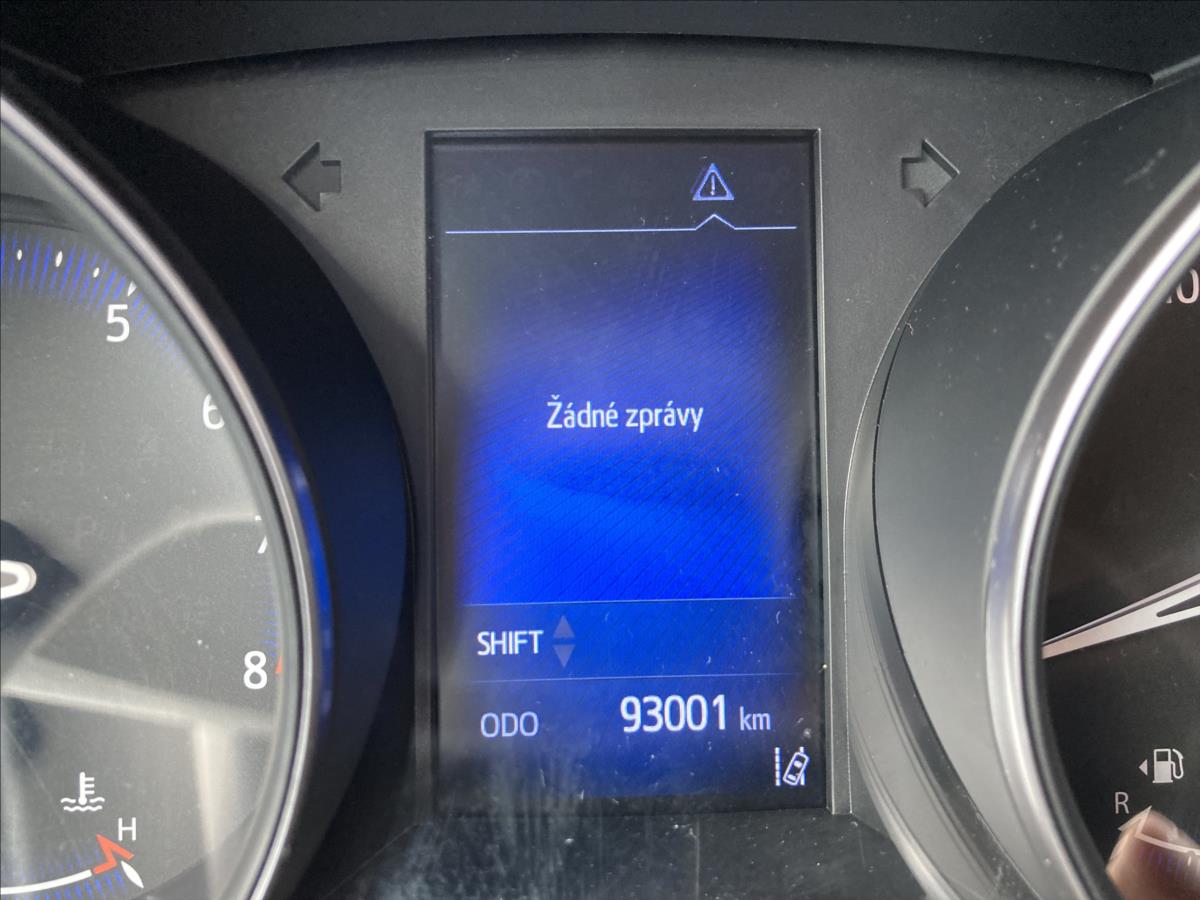 Žádné zprávy
SHIFT
ODO 93001 km
5
6
7
8
H
R